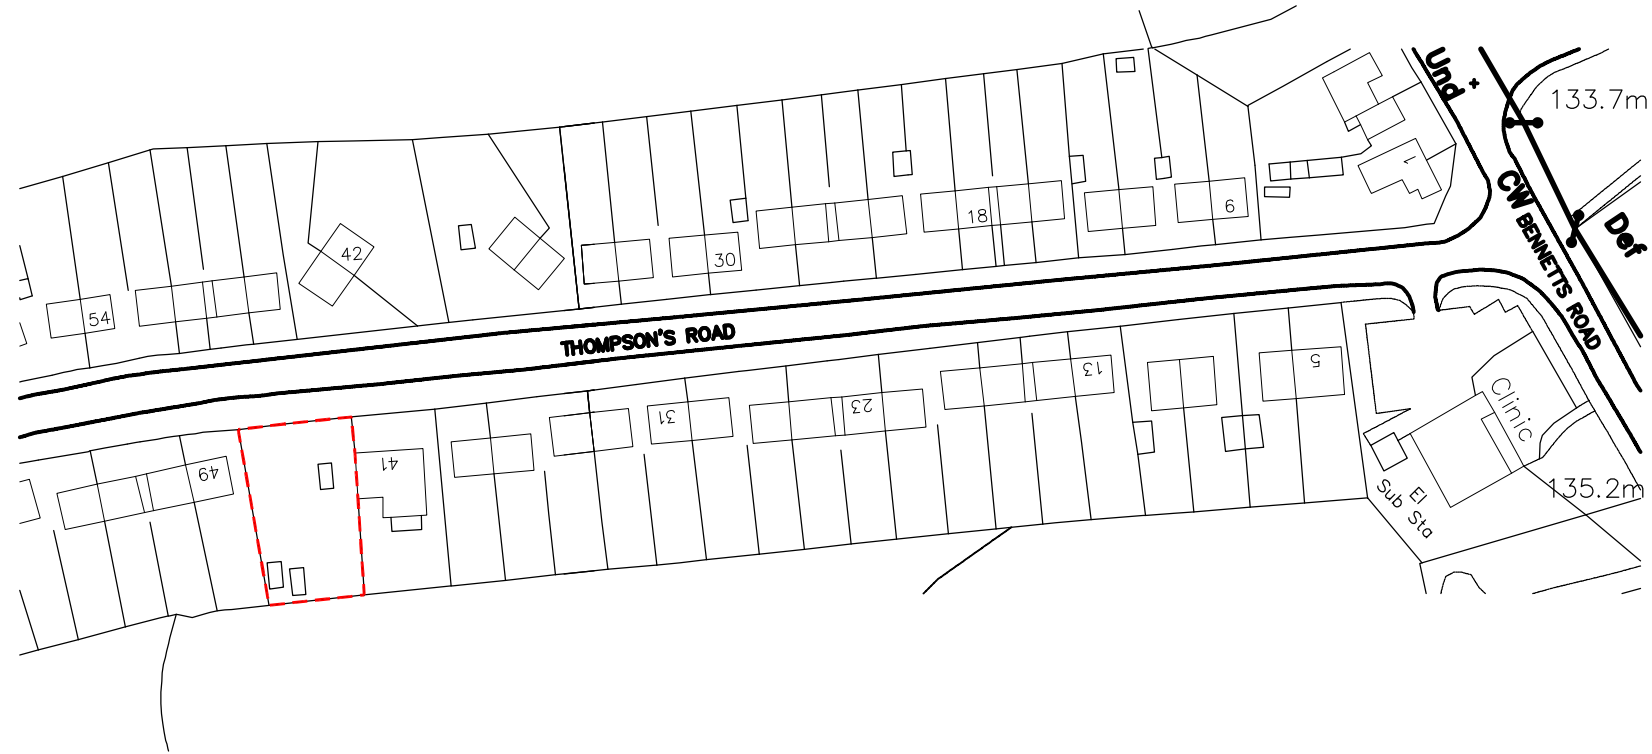 Und
133.7m
1
CW
BENNETTS ROAD
Def
6
18
30
42
54
THOMPSON'S ROAD
5
13
23
31
41
49
Clinic
El
Sub Sta
135.2m